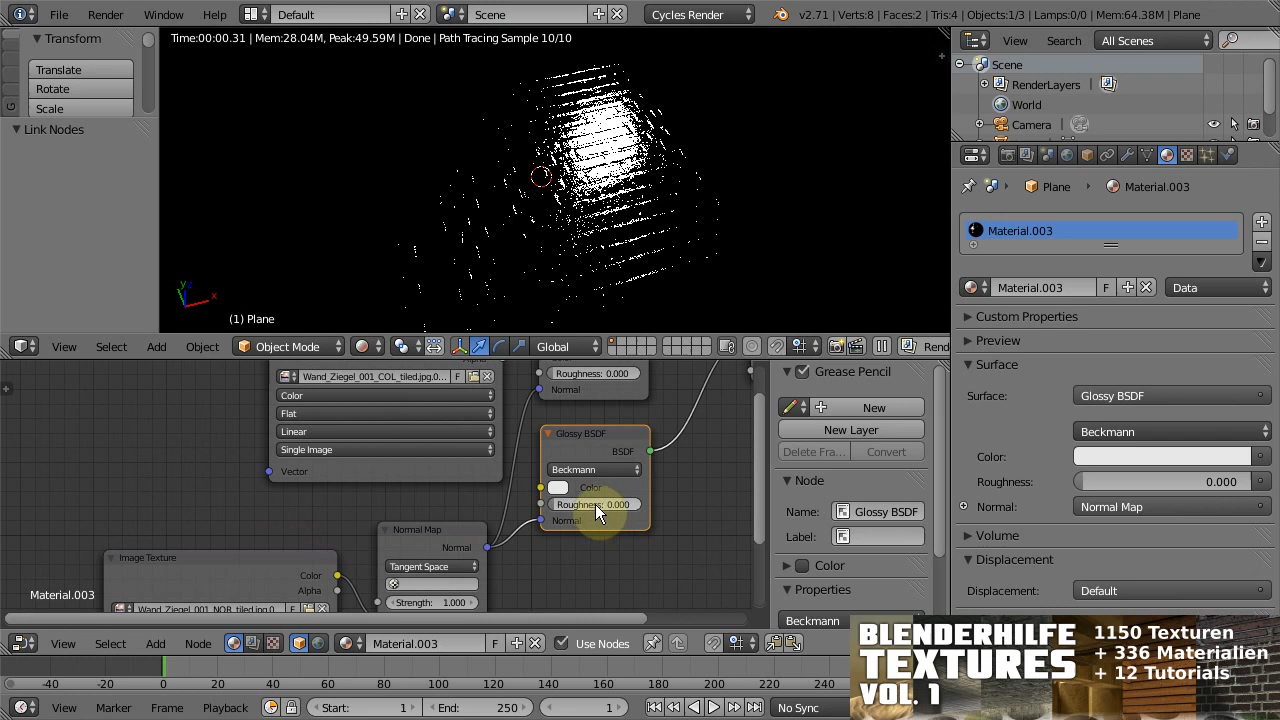 File Render Window Help Default Scene Cycles Render v2.71 | Verts:8 | Faces:2 | Tris:4 | Objects:1/3 | Lamps:0/0 | Mem:64.38M | Plane
Transform
Translate
Rotate
Scale
Link Nodes
Time:00:00.31 | Mem:28.04M, Peak:49.59M | Done | Path Tracing Sample 10/10
y
z
x
(1) Plane
View Search All Scenes
Scene
RenderLayers
World
Camera
Plane Material.003
Material.003
Material.003 F Data
Custom Properties
Preview
Surface
Surface: Glossy BSDF
Beckmann
Color:
Roughness: 0.000
Normal: Normal Map
Volume
Displacement
Displacement: Default
View Select Add Object Object Mode Global Rend
Wand_Ziegel_001_COL_tiled.jpg.0... F
Color
Flat
Linear
Single Image
Vector
Roughness: 0.000
Normal
Glossy BSDF
BSDF
Beckmann
Color
Roughness: 0.000
Normal
Normal Map
Normal
Tangent Space
Strength: 1.000
Image Texture
Color
Alpha
Wand_Ziegel_001_NOR_tiled.jpg.0 F
Material.003
Grease Pencil
New
New Layer
Delete Fra... Convert
Node
Name: Glossy BSDF
Label:
Color
Properties
Beckmann
View Select Add Node Material.003 F Use Nodes
-40 -20 0 20 40 60 80 100 120 140 160 180 200 220 240
View Marker Frame Playback Start: 1 End: 250 1 No Sync
BLENDERHILFE
TEXTURES
VOL. 1
1150 Texturen
+ 336 Materialien
+ 12 Tutorials